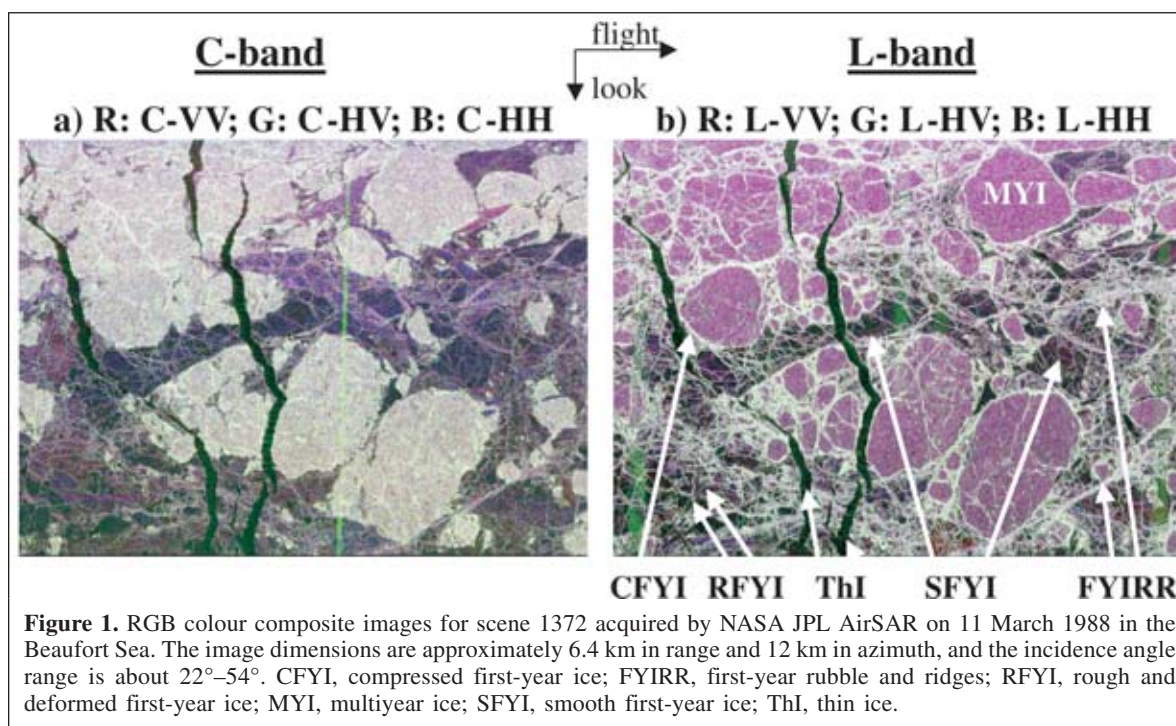 C-band
flight
look
L-band
a) R: C-VV; G: C-HV; B: C-HH
b) R: L-VV; G: L-HV; B: L-HH
MYI
CFYI RFYI ThI SFYI FYIRR
Figure 1. RGB colour composite images for scene 1372 acquired by NASA JPL AirSAR on 11 March 1988 in the
Beaufort Sea. The image dimensions are approximately 6.4 km in range and 12 km in azimuth, and the incidence angle
range is about 22°–54°. CFYI, compressed first-year ice; FYIRR, first-year rubble and ridges; RFYI, rough and
deformed first-year ice; MYI, multiyear ice; SFYI, smooth first-year ice; ThI, thin ice.